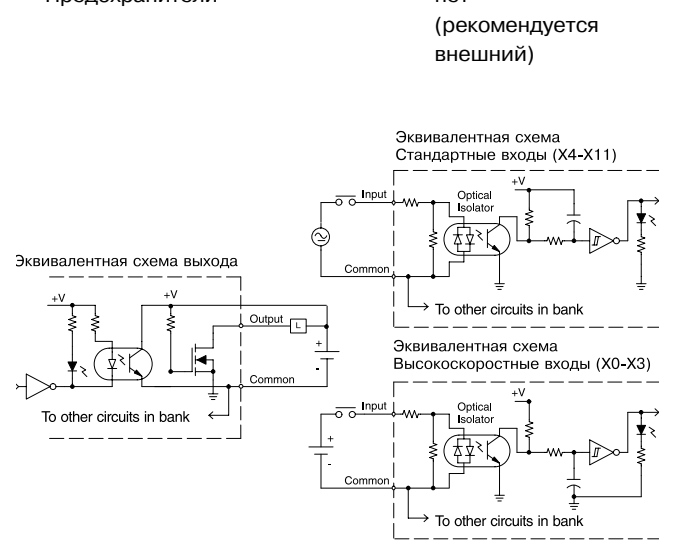 Предохранители
нет
(рекомендуется
внешний)
Эквивалентная схема
Стандартные входы (X4-X11)
+V
Input
Optical
Isolator
Common
To other circuits in bank
Эквивалентная схема выхода
+V
+V
Output
L
+
-
Common
To other circuits in bank
Эквивалентная схема
Высокоскоростные входы (X0-X3)
+V
Input
Optical
Isolator
+
-
Common
To other circuits in bank